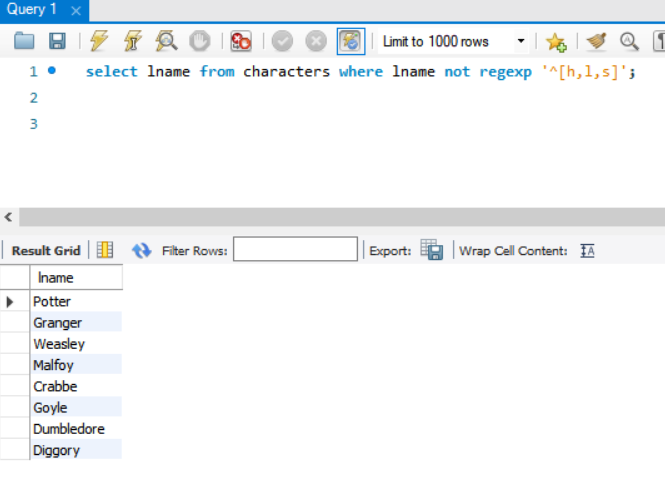 Query 1 ×
Limit to 1000 rows
1 select lname from characters where lname not regexp '^[h,l,s]';
2
3
Result Grid Filter Rows: Export: Wrap Cell Content:
lname
Potter
Granger
Weasley
Malfoy
Crabbe
Goyle
Dumbledore
Diggory